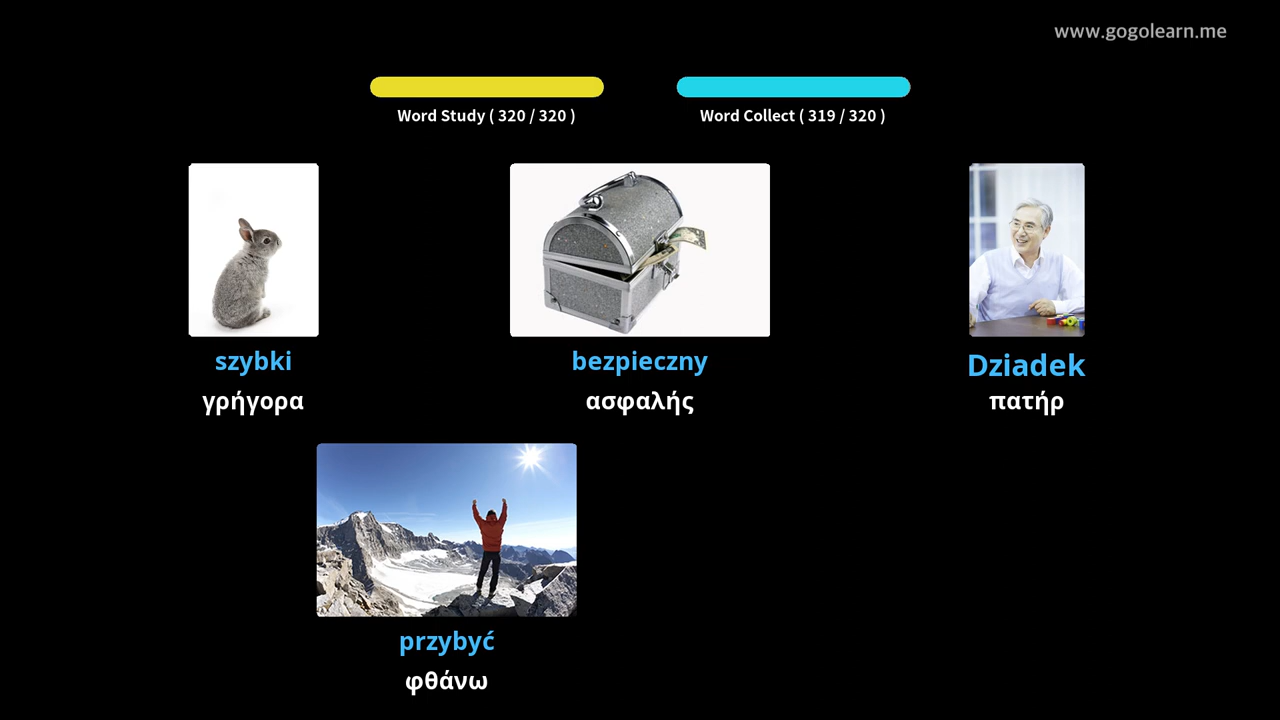 www.gogolearn.me
Word Study ( 320 / 320 )
Word Collect ( 319 / 320 )
szybki
γρήγορα
bezpieczny
ασφαλής
Dziadek
πατήρ
przybyć
φθάνω